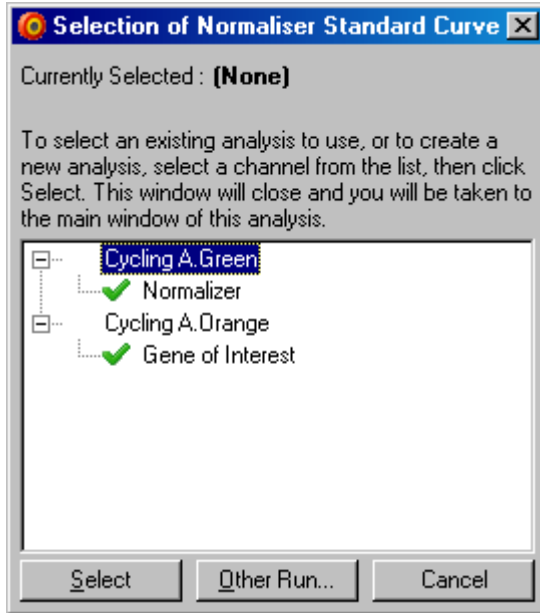 Selection of Normaliser Standard Curve
Currently Selected : (None)
To select an existing analysis to use, or to create a
new analysis, select a channel from the list, then click
Select. This window will close and you will be taken to
the main window of this analysis.
Cycling A.Green
Normalizer
Cycling A.Orange
Gene of Interest
Select Other Run... Cancel